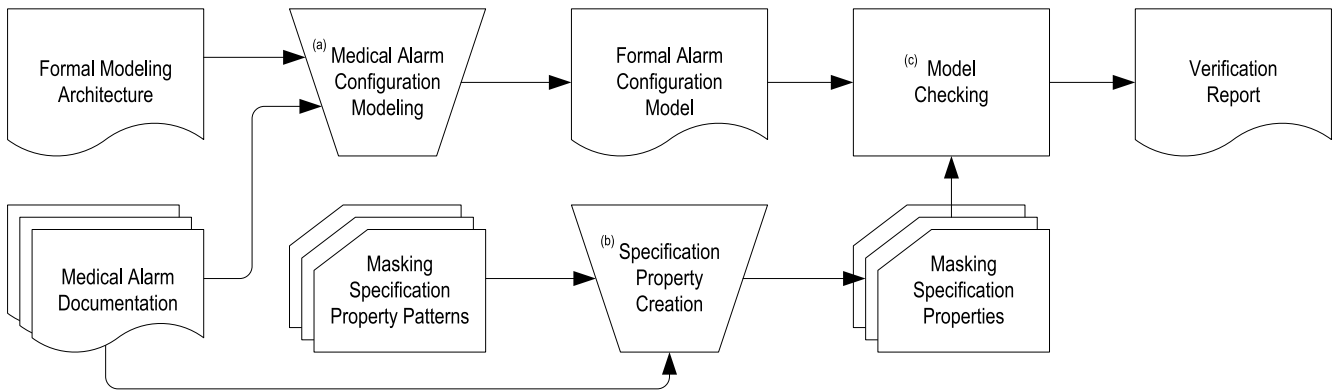 Formal Modeling
Architecture
(a) Medical Alarm
Configuration
Modeling
Formal Alarm
Configuration
Model
(c) Model
Checking
Verification
Report
Medical Alarm
Documentation
Masking
Specification
Property Patterns
(b) Specification
Property
Creation
Masking
Specification
Properties